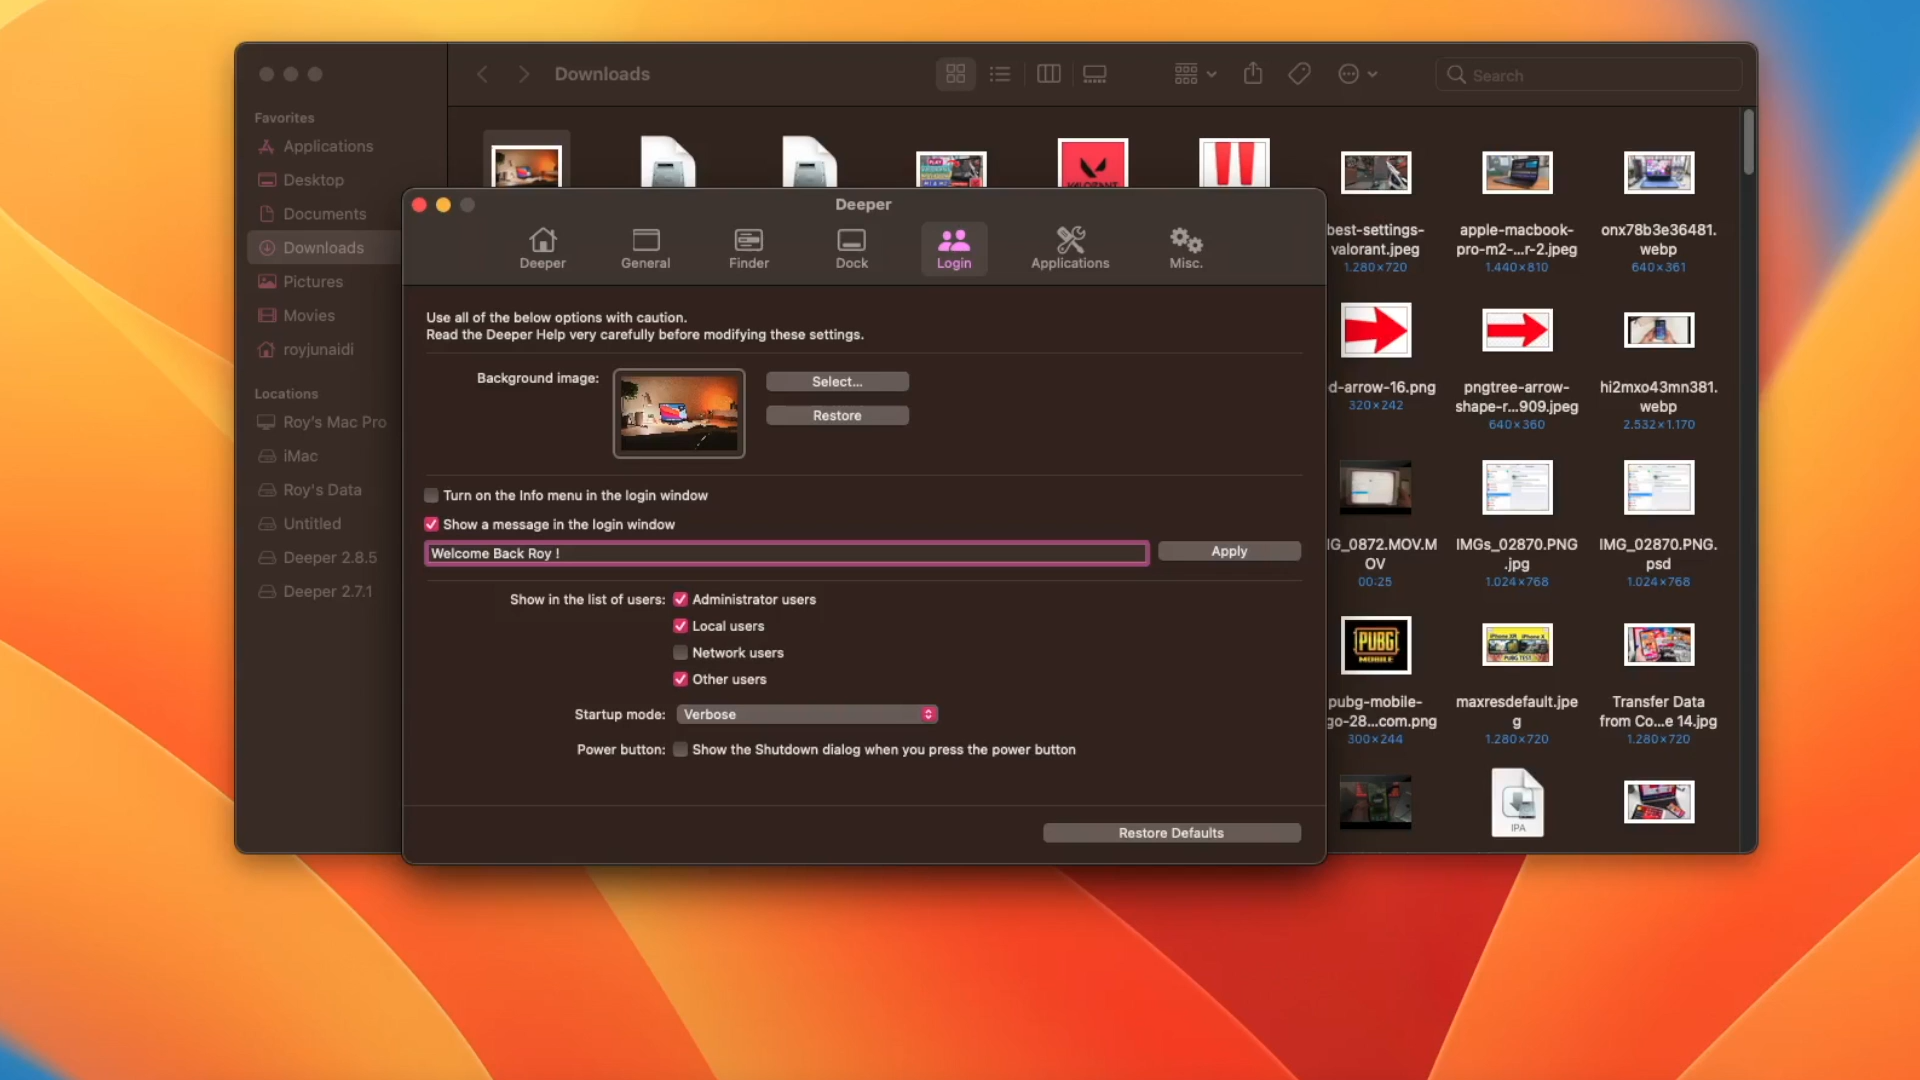 Downloads
Search
Favorites
Applications
Desktop
Documents
Downloads
Pictures
Movies
royjunaidi
Locations
Roy's Mac Pro
iMac
Roy's Data
Untitled
Deeper 2.8.5
Deeper 2.7.1
VALORANT
best-settings-
valorant.jpeg
1.280×720
apple-macbook-
pro-m2-...r-2.jpeg
1.440×810
onx78b3e36481.
webp
640×361
d-arrow-16.png
320×242
pngtree-arrow-
shape-r...909.jpeg
640×360
hi2mxo43mn381.
webp
2.532×1.170
IG_0872.MOV.M
OV
00:25
IMGs_02870.PNG
.jpg
1.024×768
IMG_02870.PNG.
psd
1.024×768
PUBG
MOBILE
pubg-mobile-
go-28...com.png
300×244
maxresdefault.jpe
g
1.280×720
Transfer Data
from Co...e 14.jpg
1.280×720
IPA
Deeper
Deeper
General
Finder
Dock
Login
Applications
Misc.
Use all of the below options with caution.
Read the Deeper Help very carefully before modifying these settings.
Background image:
Select...
Restore
Turn on the Info menu in the login window
Show a message in the login window
Welcome Back Roy !
Apply
Show in the list of users:
Administrator users
Local users
Network users
Other users
Startup mode:
Verbose
Power button:
Show the Shutdown dialog when you press the power button
Restore Defaults